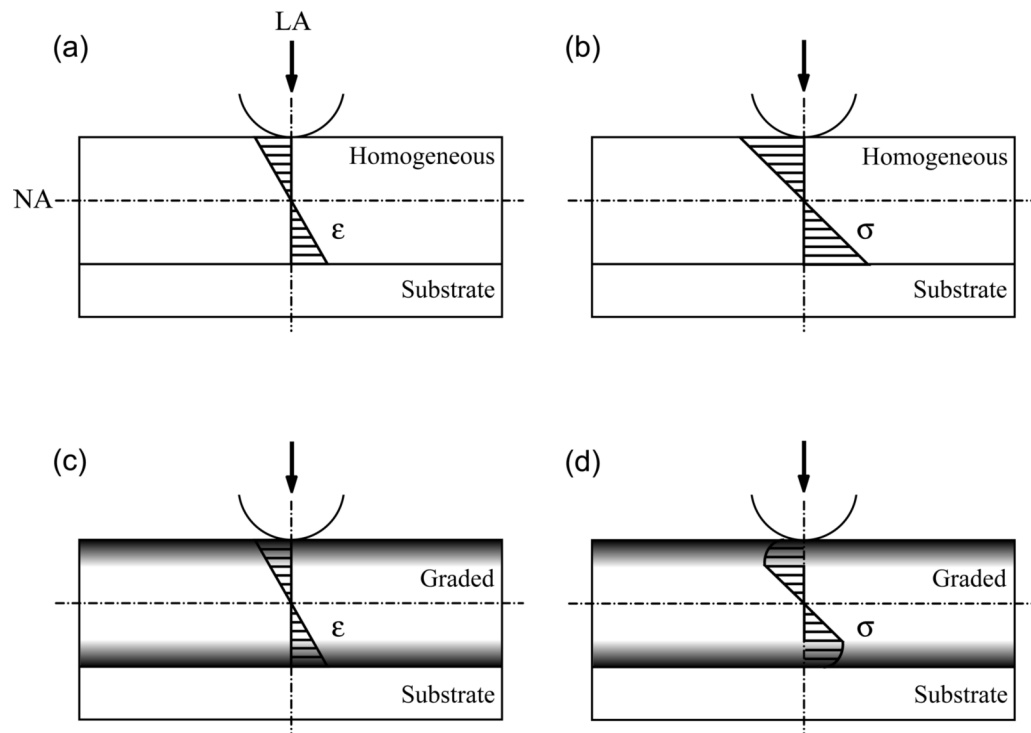 (a)
LA
(b)
Homogeneous
Homogeneous
NA
ε
σ
Substrate
Substrate
(c)
(d)
Graded
Graded
ε
σ
Substrate
Substrate